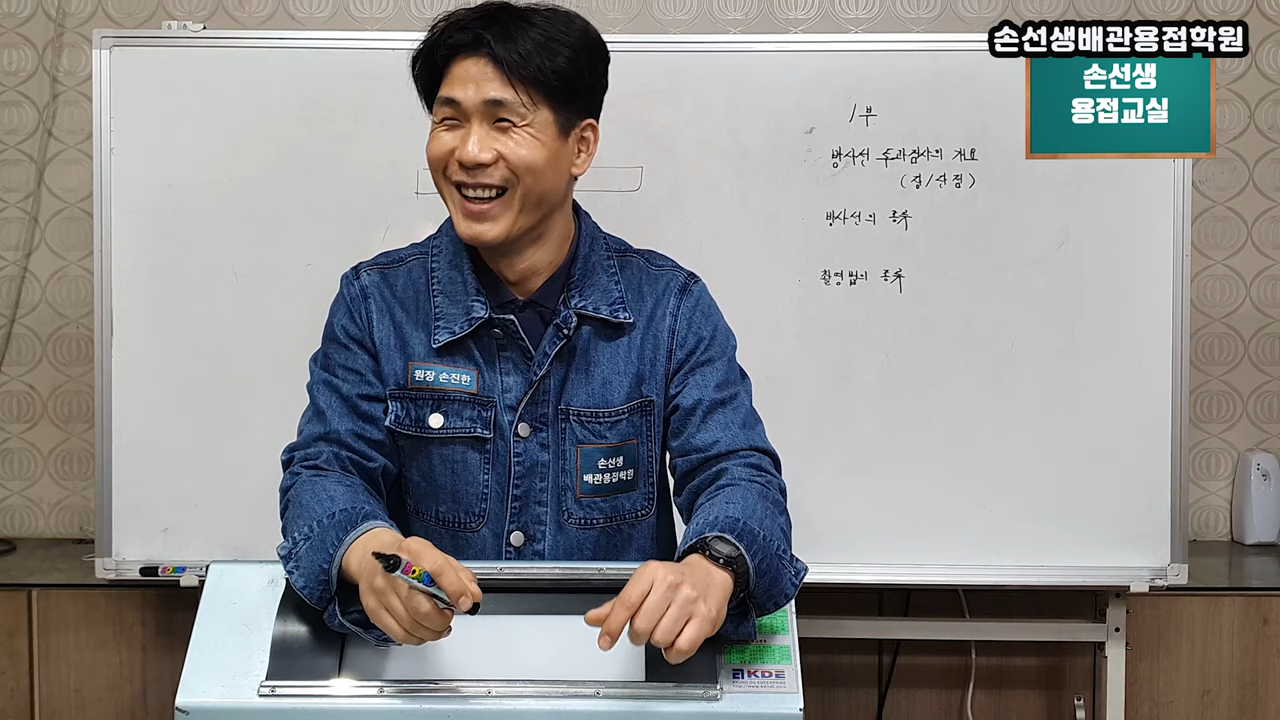 손선생배관용접학원
손선생
용접교실
1부
방사선 투과검사의 개요
(장/단점)
방사선의 종류
촬영법의 종류
원장 손진한
손선생
배관용접학원
KDE
KYUNG DO ENTERPRISE